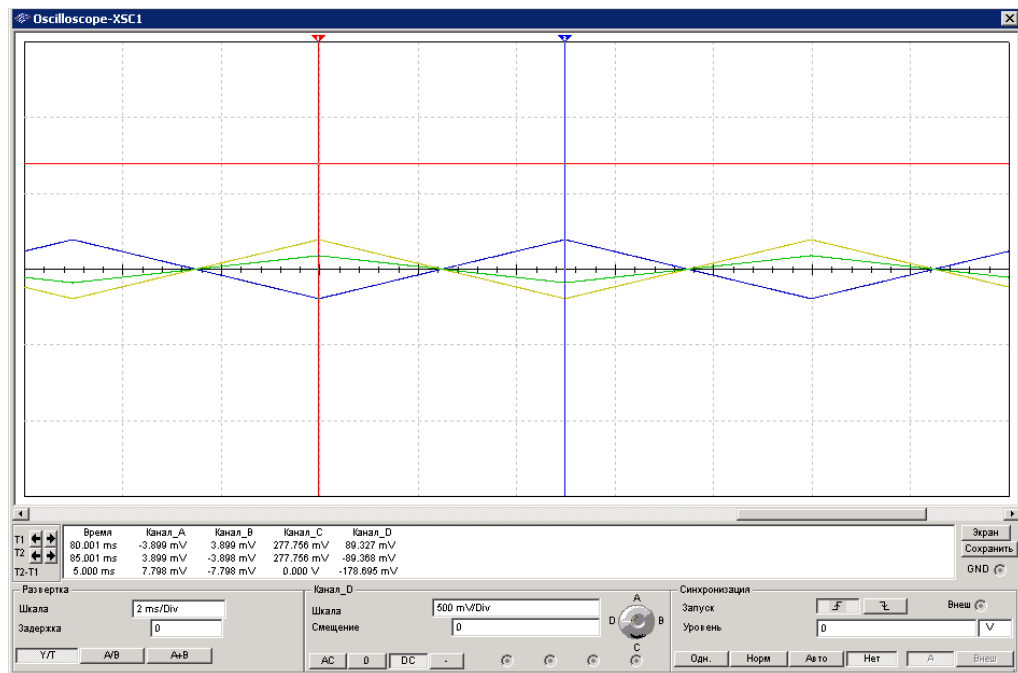 Oscilloscope-XSC1
1
2
T1
T2
T2-T1
Время Канал_A Канал_B Канал_C Канал_D
80.001 ms -3.899 mV 3.899 mV 277.756 mV 89.327 mV
85.001 ms 3.899 mV -3.898 mV 277.756 mV -89.368 mV
5.000 ms 7.798 mV -7.798 mV 0.000 V -178.695 mV
Экран
Сохранить
GND
Развертка
Шкала 2 ms/Div
Задержка 0
Y/T A/B A+B
Канал_D
Шкала 500 mV/Div
Смещение 0
AC 0 DC -
A
D B
C
Синхронизация
Запуск Внеш
Уровень 0 V
Одн. Норм Авто Нет A Внеш